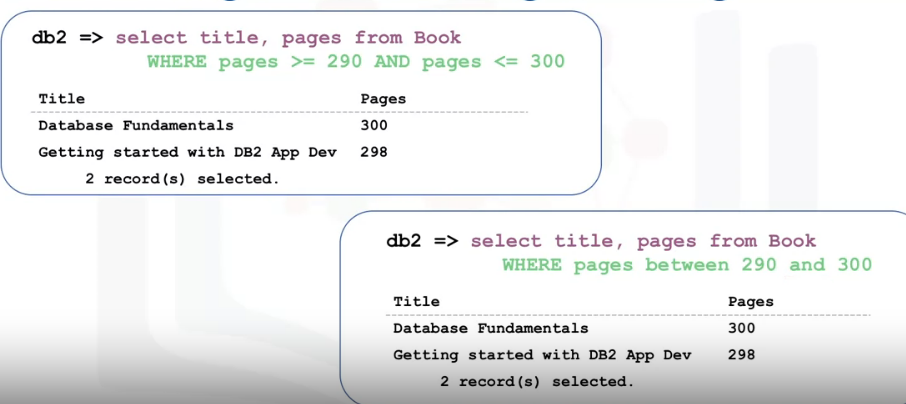 db2 => select title, pages from Book
WHERE pages >= 290 AND pages <= 300
Title Pages
Database Fundamentals 300
Getting started with DB2 App Dev 298
2 record(s) selected.
db2 => select title, pages from Book
WHERE pages between 290 and 300
Title Pages
Database Fundamentals 300
Getting started with DB2 App Dev 298
2 record(s) selected.